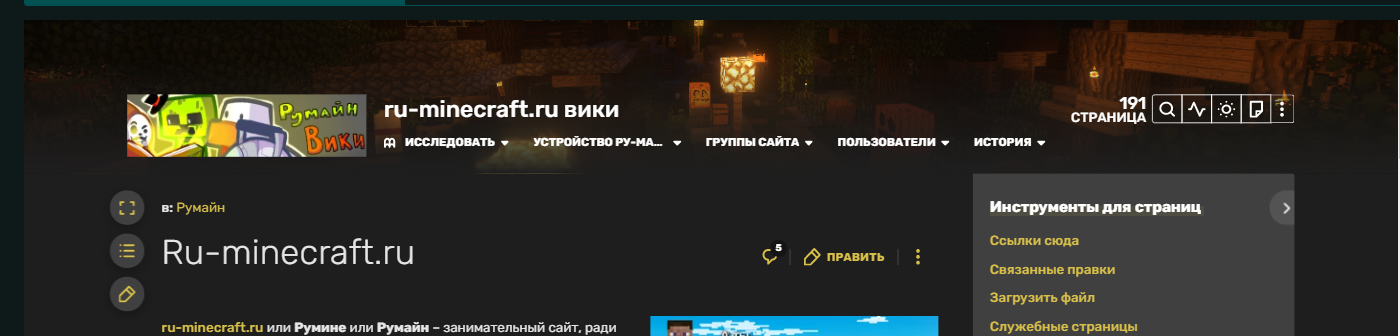 Румайн
Вики
ru-minecraft.ru вики
191
СТРАНИЦА
ИССЛЕДОВАТЬ
УСТРОЙСТВО РУ-МА...
ГРУППЫ САЙТА
ПОЛЬЗОВАТЕЛИ
ИСТОРИЯ
в: Румайн
Ru-minecraft.ru
5
ПРАВИТЬ
ru-minecraft.ru или Румине или Румайн – занимательный сайт, ради
Инструменты для страниц
Ссылки сюда
Связанные правки
Загрузить файл
Служебные страницы